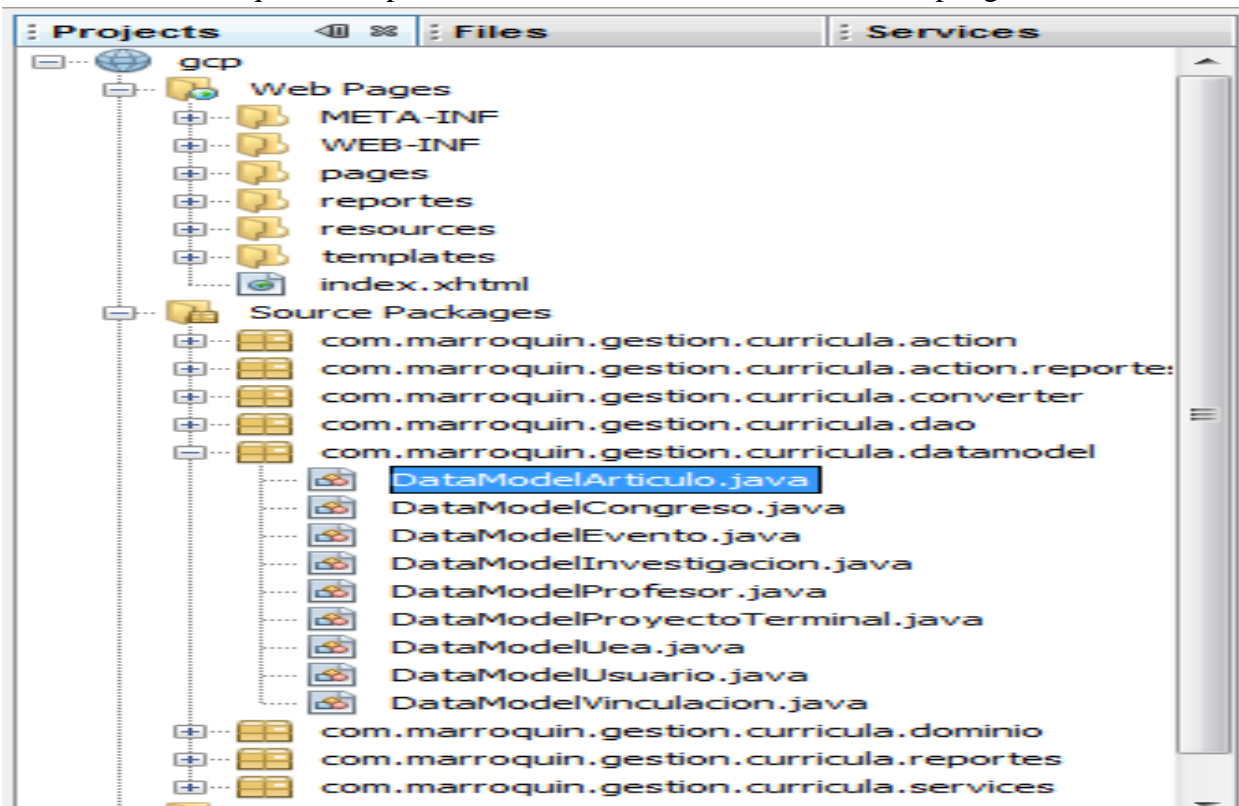 Projects Files Services
gcp
Web Pages
META-INF
WEB-INF
pages
reportes
resources
templates
index.xhtml
Source Packages
com.marroquin.gestion.curricula.action
com.marroquin.gestion.curricula.action.reportes
com.marroquin.gestion.curricula.converter
com.marroquin.gestion.curricula.dao
com.marroquin.gestion.curricula.datamodel
DataModelArticulo.java
DataModelCongreso.java
DataModelEvento.java
DataModelInvestigacion.java
DataModelProfesor.java
DataModelProyectoTerminal.java
DataModelUea.java
DataModelUsuario.java
DataModelVinculacion.java
com.marroquin.gestion.curricula.dominio
com.marroquin.gestion.curricula.reportes
com.marroquin.gestion.curricula.services